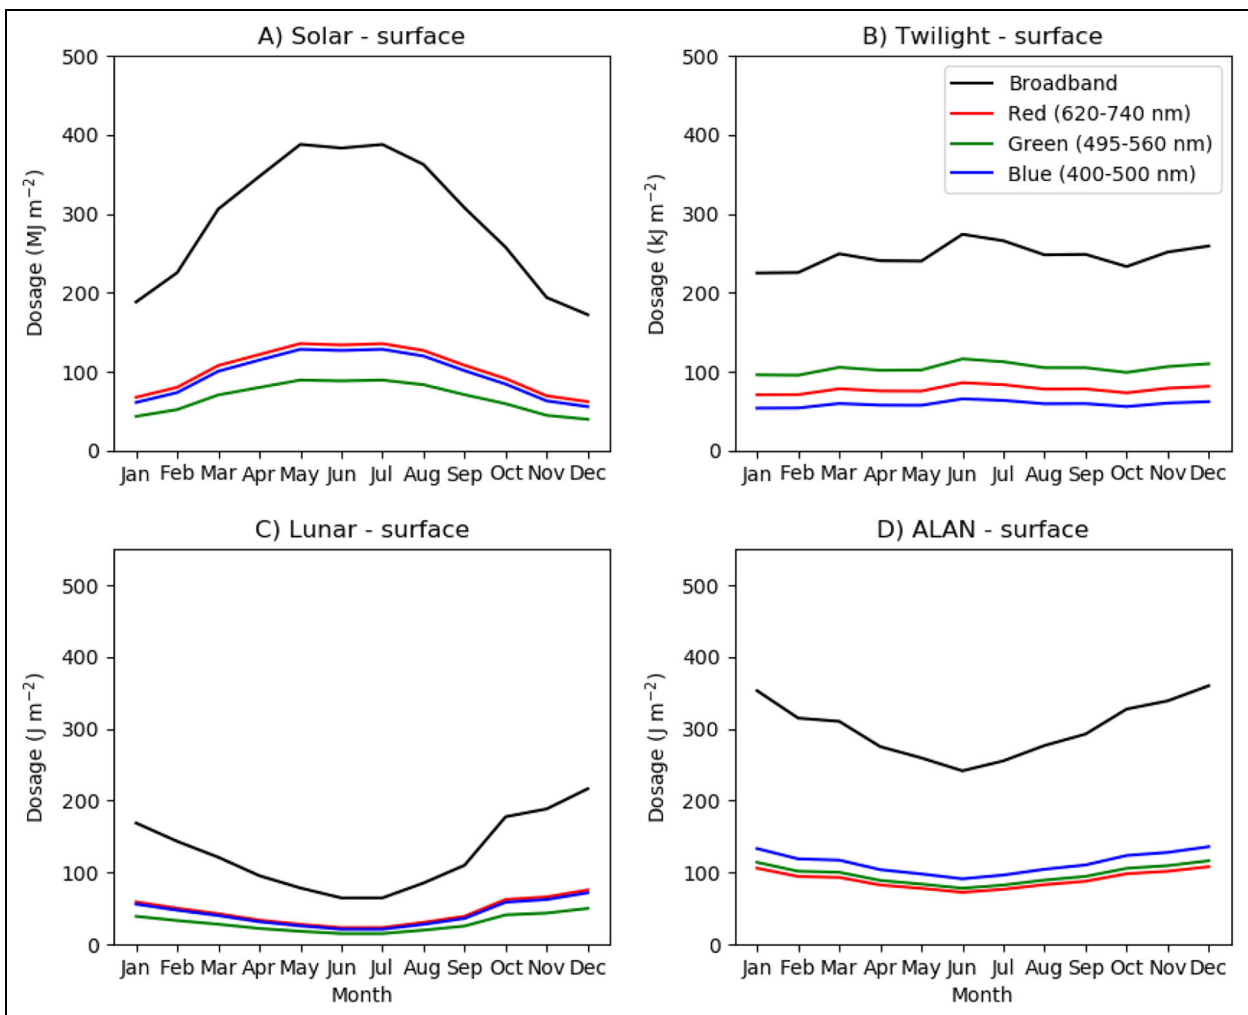 A) Solar - surface
500
400
300
200
100
0
Dosage (MJ m⁻²)
Jan Feb Mar Apr May Jun Jul Aug Sep Oct Nov Dec
B) Twilight - surface
500
400
300
200
100
0
Dosage (kJ m⁻²)
Broadband
Red (620-740 nm)
Green (495-560 nm)
Blue (400-500 nm)
Jan Feb Mar Apr May Jun Jul Aug Sep Oct Nov Dec
C) Lunar - surface
500
400
300
200
100
0
Dosage (J m⁻²)
Jan Feb Mar Apr May Jun Jul Aug Sep Oct Nov Dec
Month
D) ALAN - surface
500
400
300
200
100
0
Dosage (J m⁻²)
Jan Feb Mar Apr May Jun Jul Aug Sep Oct Nov Dec
Month